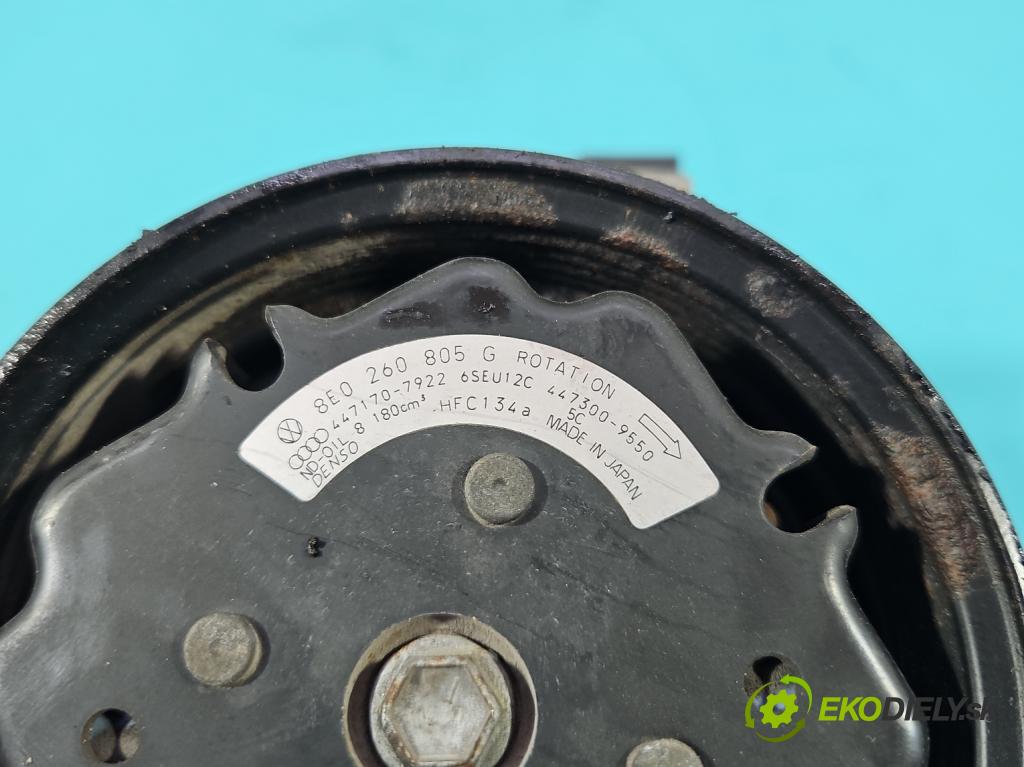 8E0 260 805 G ROTATION
447170-7922 6SEU12C 447300-9550
ND-OIL 8 180cm³ HFC134a 5C
DENSO MADE IN JAPAN
EKODIELY.SK